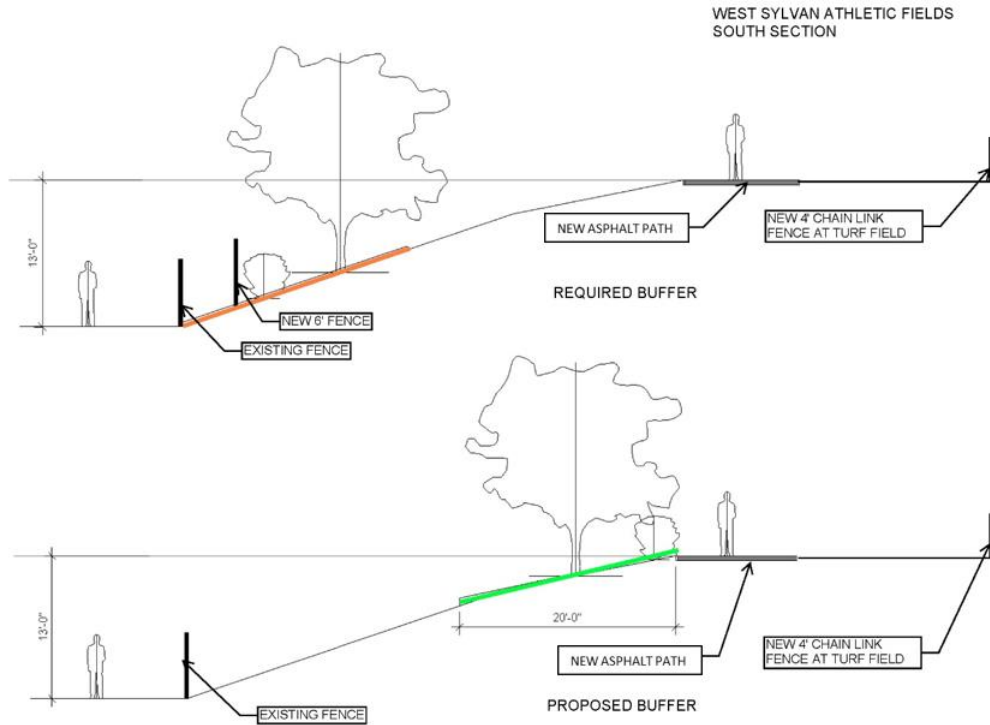 WEST SYLVAN ATHLETIC FIELDS
SOUTH SECTION
13'-0"
NEW ASPHALT PATH
NEW 4' CHAIN LINK
FENCE AT TURF FIELD
REQUIRED BUFFER
NEW 6' FENCE
EXISTING FENCE
13'-0"
20'-0"
NEW ASPHALT PATH
NEW 4' CHAIN LINK
FENCE AT TURF FIELD
EXISTING FENCE
PROPOSED BUFFER